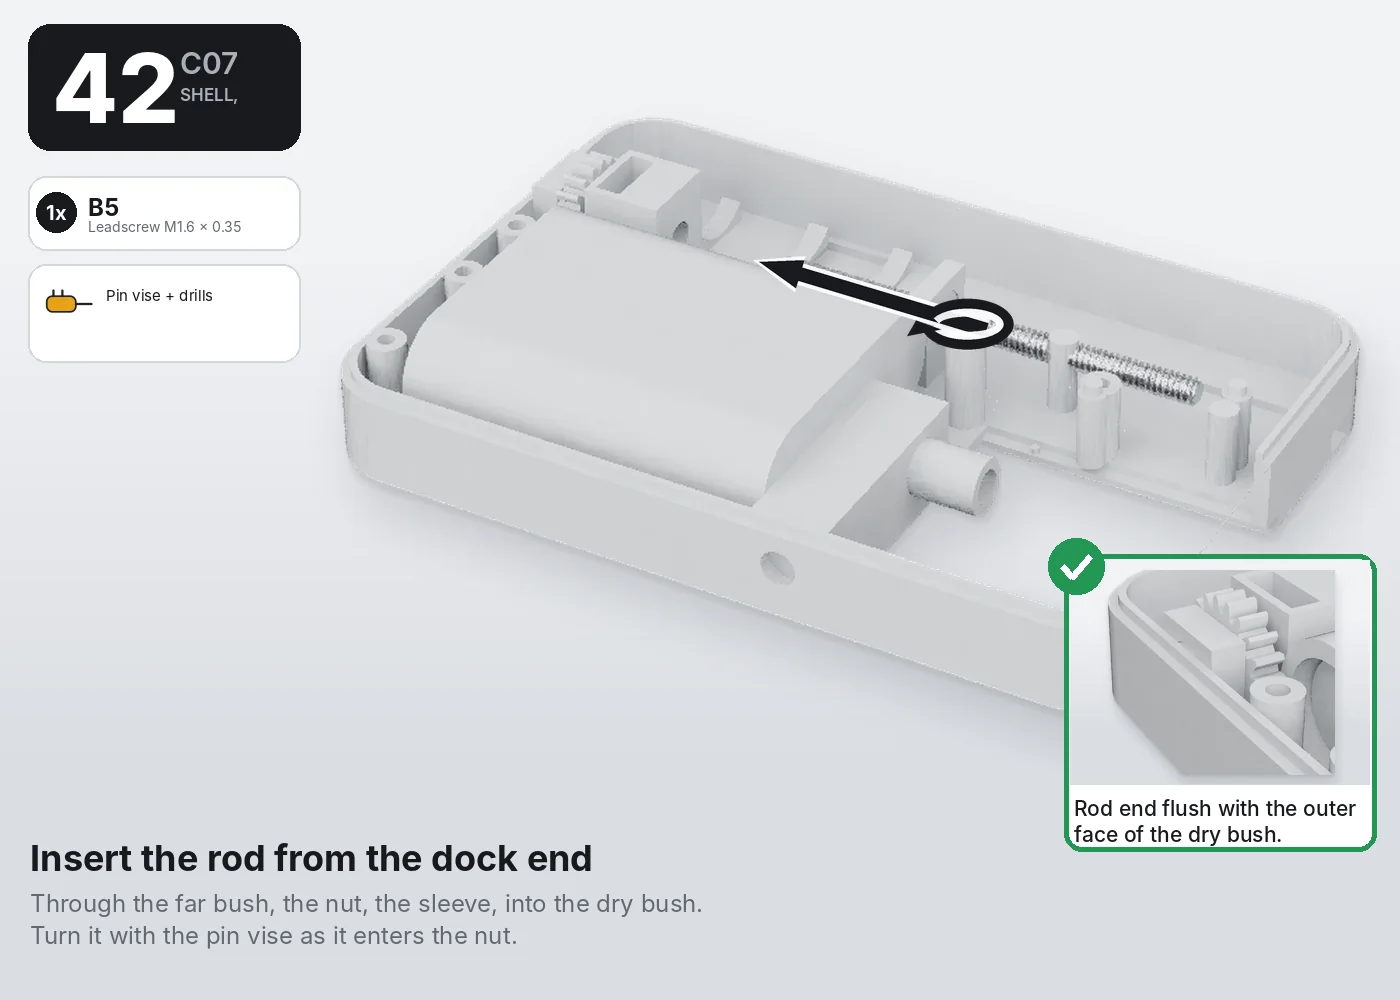 42
C07
SHELL,
1x
B5
Leadscrew M1.6 × 0.35
Pin vise + drills
Rod end flush with the outer
face of the dry bush.
Insert the rod from the dock end
Through the far bush, the nut, the sleeve, into the dry bush.
Turn it with the pin vise as it enters the nut.